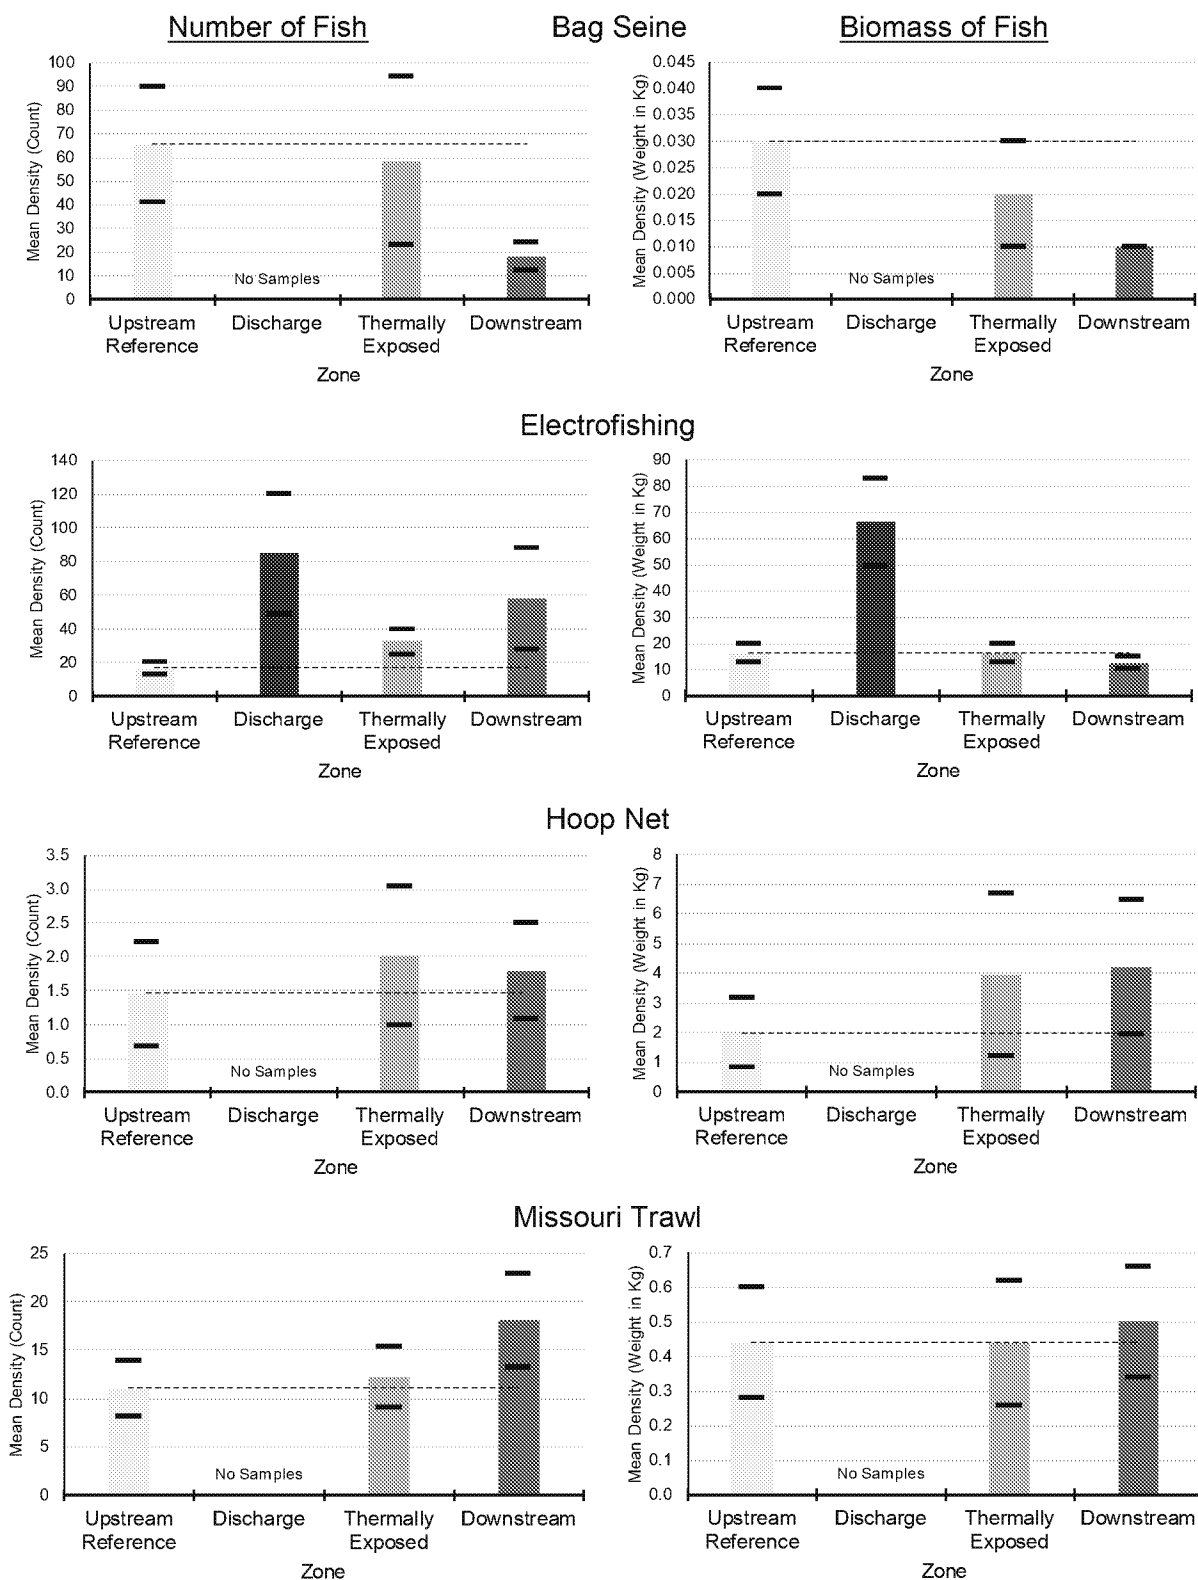 Number of Fish
Bag Seine
Biomass of Fish
Mean Density (Count)
100
90
80
70
60
50
40
30
20
10
0
No Samples
Upstream Reference
Discharge
Thermally Exposed
Downstream
Zone
Mean Density (Weight in Kg)
0.045
0.040
0.035
0.030
0.025
0.020
0.015
0.010
0.005
0.000
No Samples
Upstream
Reference
Discharge
Thermally
Exposed
Downstream
Zone
Electrofishing
Mean Density (Count)
140
120
100
80
60
40
20
0
Upstream
Reference
Discharge
Thermally
Exposed
Downstream
Zone
Mean Density (Weight in Kg)
90
80
70
60
50
40
30
20
10
0
Upstream
Reference
Discharge
Thermally
Exposed
Downstream
Zone
Hoop Net
Mean Density (Count)
3.5
3.0
2.5
2.0
1.5
1.0
0.5
0.0
No Samples
Upstream
Reference
Discharge
Thermally
Exposed
Downstream
Zone
Mean Density (Weight in Kg)
8
7
6
5
4
3
2
1
0
No Samples
Upstream
Reference
Discharge
Thermally
Exposed
Downstream
Zone
Missouri Trawl
Mean Density (Count)
25
20
15
10
5
0
No Samples
Upstream
Reference
Discharge
Thermally
Exposed
Downstream
Zone
Mean Density (Weight in Kg)
0.7
0.6
0.5
0.4
0.3
0.2
0.1
0.0
No Samples
Upstream
Reference
Discharge
Thermally
Exposed
Downstream
Zone